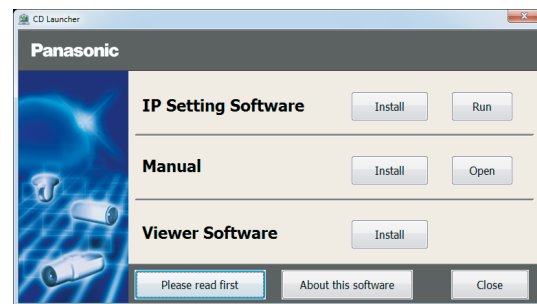 CD Launcher
Panasonic
IP Setting Software
Install
Run
Manual
Install
Open
Viewer Software
Install
Please read first
About this software
Close